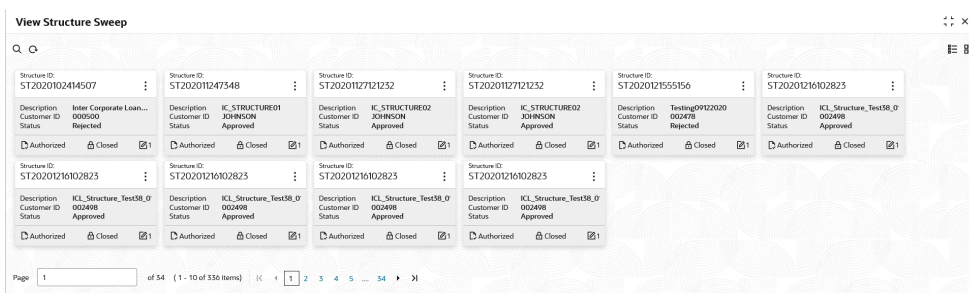 View Structure Sweep
Structure ID:
ST2020102414507
Description Inter Corporate Loan...
Customer ID 000500
Status Rejected
Authorized Closed 1
Structure ID:
ST202011247348
Description IC_STRUCTURE01
Customer ID JOHNSON
Status Approved
Authorized Closed 1
Structure ID:
ST20201127121232
Description IC_STRUCTURE02
Customer ID JOHNSON
Status Approved
Authorized Closed 1
Structure ID:
ST20201127121232
Description IC_STRUCTURE02
Customer ID JOHNSON
Status Approved
Authorized Closed 1
Structure ID:
ST20201215551​56
Description Testing09122020
Customer ID 002478
Status Rejected
Authorized Closed 1
Structure ID:
ST20201216102823
Description ICL_Structure_Test38_0
Customer ID 002498
Status Approved
Authorized Closed 1
Structure ID:
ST20201216102823
Description ICL_Structure_Test38_0
Customer ID 002498
Status Approved
Authorized Closed 1
Structure ID:
ST20201216102823
Description ICL_Structure_Test38_0
Customer ID 002498
Status Approved
Authorized Closed 1
Structure ID:
ST20201216102823
Description ICL_Structure_Test38_0
Customer ID 002498
Status Approved
Authorized Closed 1
Structure ID:
ST20201216102823
Description ICL_Structure_Test38_0
Customer ID 002498
Status Approved
Authorized Closed 1
Page 1 of 34 (1 - 10 of 336 items) 1 2 3 4 5 .... 34